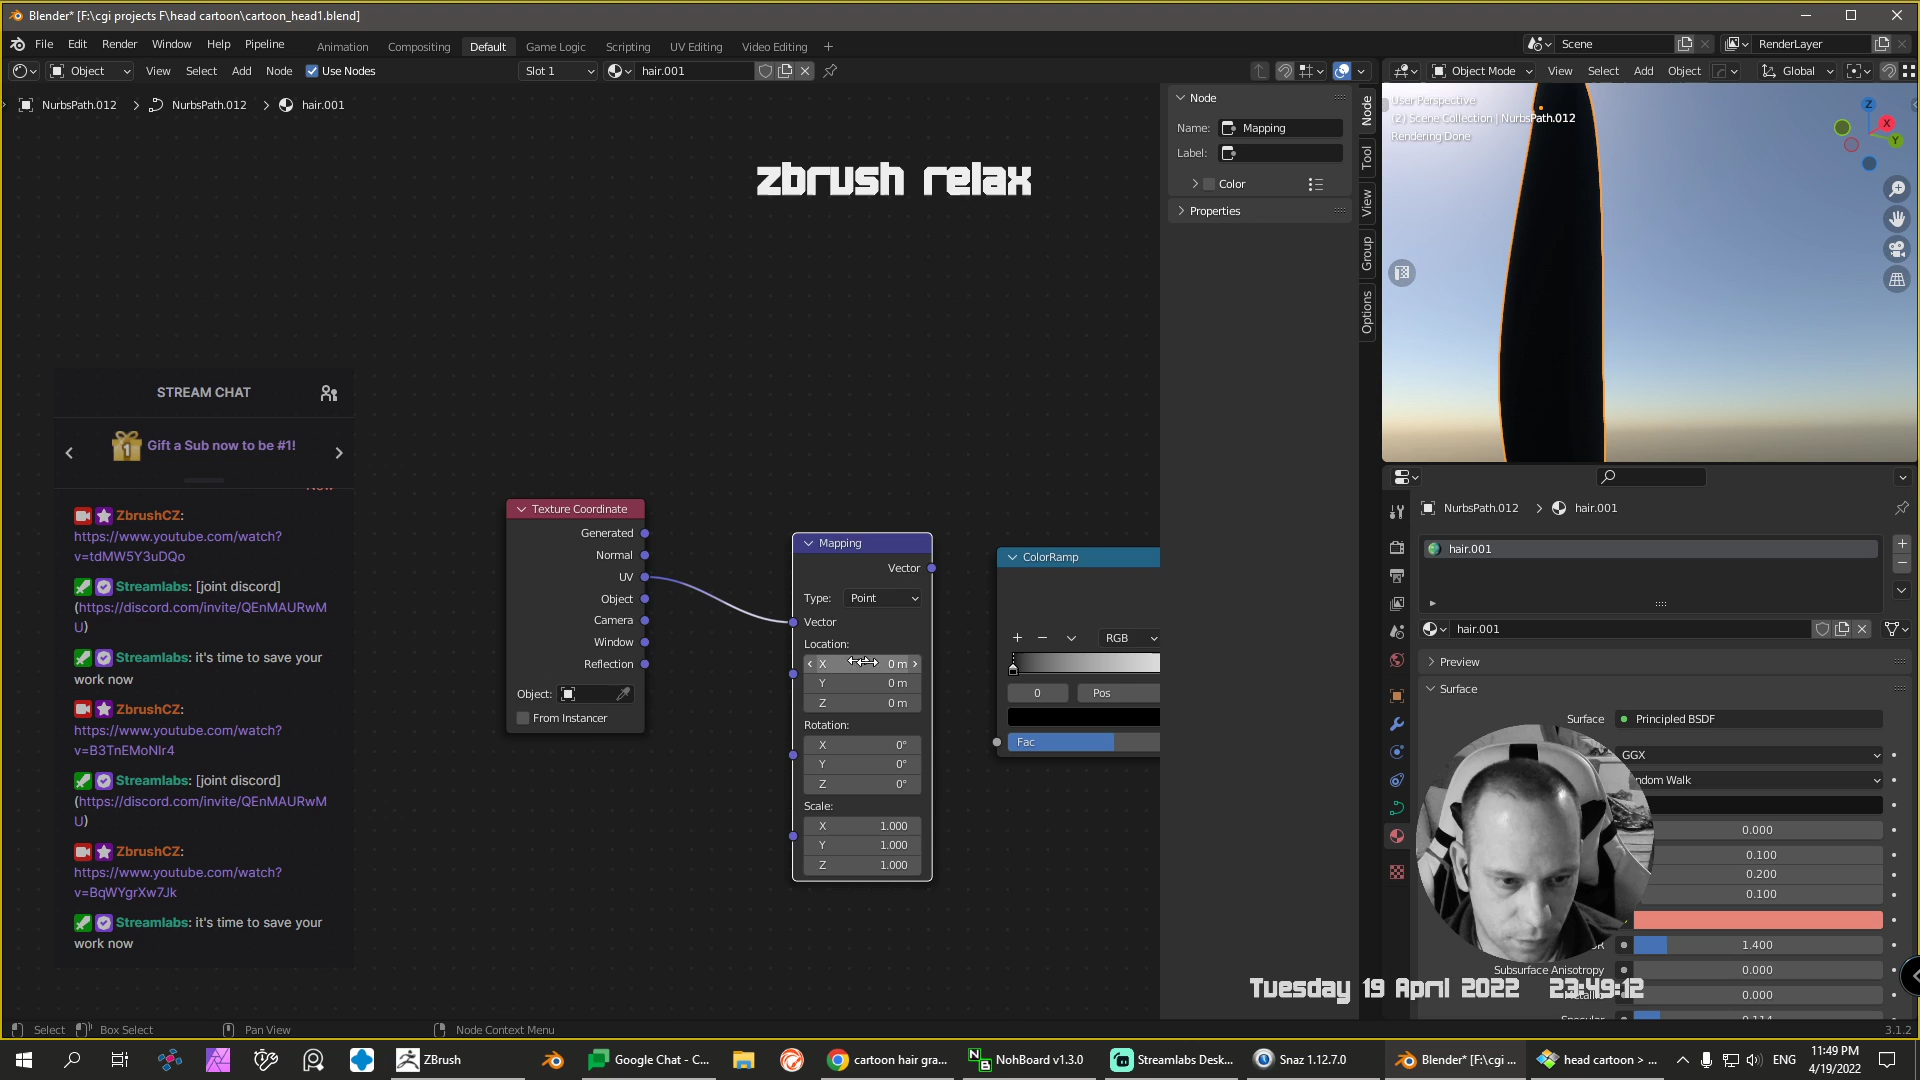 Blender* [F:\cgi projects F\head cartoon\cartoon_head1.blend]
File Edit Render Window Help Pipeline Animation Compositing Default Game Logic Scripting UV Editing Video Editing + Scene RenderLayer
Object View Select Add Node Use Nodes Slot 1 hair.001 Object Mode View Select Add Object Global
NurbsPath.012 > NurbsPath.012 > hair.001
Node
Name: Mapping
Label:
Color
Properties
Node
Tool
View
Group
Options
User Perspective
(2) Scene Collection | NurbsPath.012
Rendering Done
Z
X
Y
zbrush relax
STREAM CHAT
1 Gift a Sub now to be #1!
ZbrushCZ:
https://www.youtube.com/watch?
v=tdMW5Y3uDQo
Streamlabs: [joint discord]
(https://discord.com/invite/QEnMAURwM
U)
Streamlabs: it's time to save your
work now
ZbrushCZ:
https://www.youtube.com/watch?
v=B3TnEMoNIr4
Streamlabs: [joint discord]
(https://discord.com/invite/QEnMAURwM
U)
ZbrushCZ:
https://www.youtube.com/watch?
v=BqWYgrXw7Jk
Streamlabs: it's time to save your
work now
Texture Coordinate
Generated
Normal
UV
Object
Camera
Window
Reflection
Object:
From Instancer
Mapping
Vector
Type: Point
Vector
Location:
X 0 m
Y 0 m
Z 0 m
Rotation:
X 0°
Y 0°
Z 0°
Scale:
X 1.000
Y 1.000
Z 1.000
ColorRamp
+ − RGB
0 Pos
Fac
NurbsPath.012 > hair.001
hair.001
hair.001
Preview
Surface
Surface Principled BSDF
GGX
ndom Walk
0.000
0.100
0.200
0.100
1.400
Subsurface Anisotropy 0.000
0.000
Tuesday 19 April 2022 23:49:12
Select Box Select Pan View Node Context Menu 3.1.2
ZBrush Google Chat - C... cartoon hair gra... NohBoard v1.3.0 Streamlabs Desk... Snaz 1.12.7.0 Blender* [F:\cgi ... head cartoon > ... ENG
11:49 PM
4/19/2022